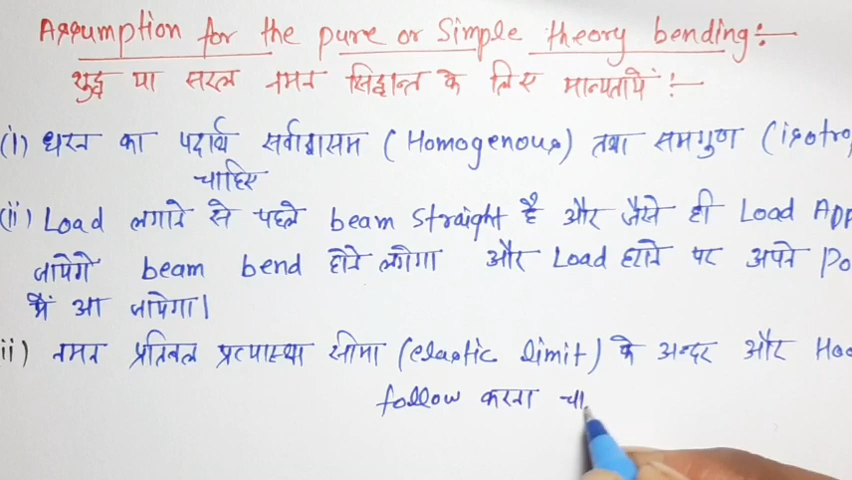 Assumption for the pure or Simple theory bending:-
शुद्ध या सरल नमन सिद्धान्त के लिए मान्यतायें:-
(i) धरन का पदार्थ सर्वाङ्गसम (Homogenous) तथा समगुण (isotro
चाहिए
(ii) Load लगाने से पहले beam straight है और जैसे ही Load App
जायेगे beam bend होने लगेगा और Load हटाने पर अपने Po
में आ जायेगा।
ii) नमन प्रतिबल प्रत्यास्था सीमा (elastic limit) के अन्दर और Hoo
follow करना चा